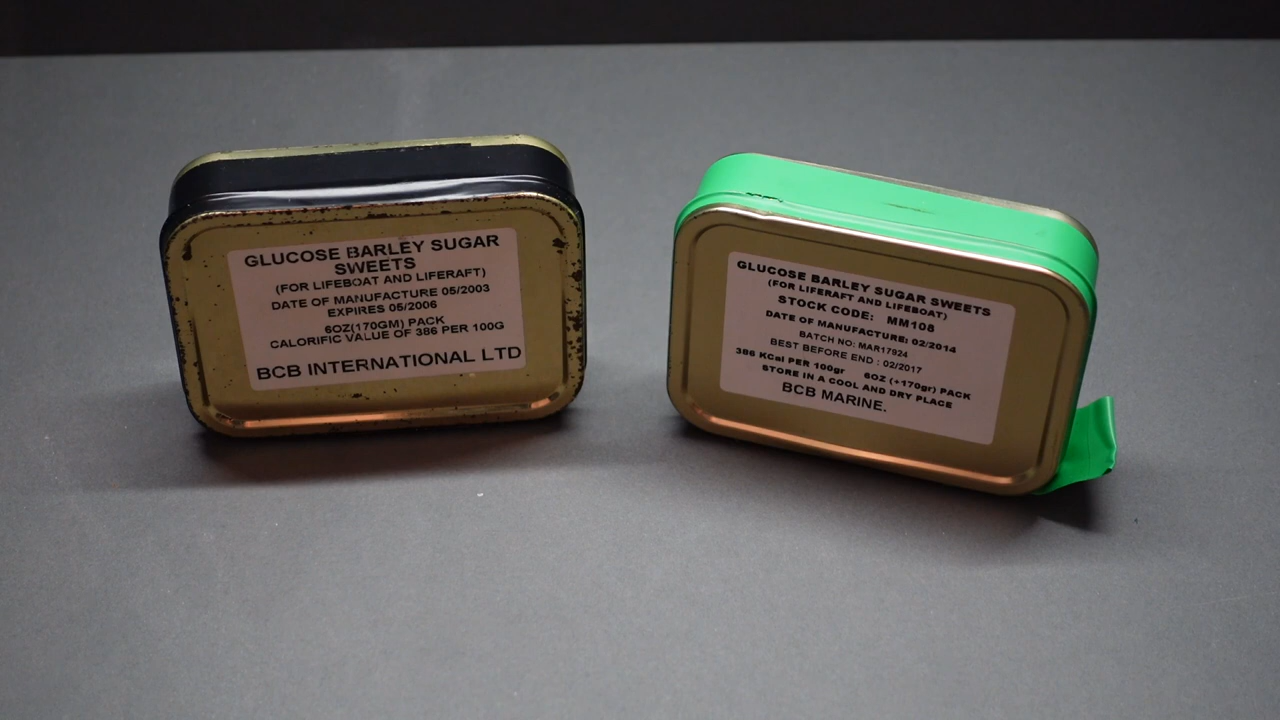 GLUCOSE BARLEY SUGAR
SWEETS
(FOR LIFEBOAT AND LIFERAFT)
DATE OF MANUFACTURE 05/2003
EXPIRES 05/2006
6OZ(170GM) PACK
CALORIFIC VALUE OF 386 PER 100G
BCB INTERNATIONAL LTD
GLUCOSE BARLEY SUGAR SWEETS
(FOR LIFERAFT AND LIFEBOAT)
STOCK CODE: MM108
DATE OF MANUFACTURE: 02/2014
BATCH NO: MAR17924
BEST BEFORE END : 02/2017
386 KCal PER 100gr 6OZ (+170gr) PACK
STORE IN A COOL AND DRY PLACE
BCB MARINE.